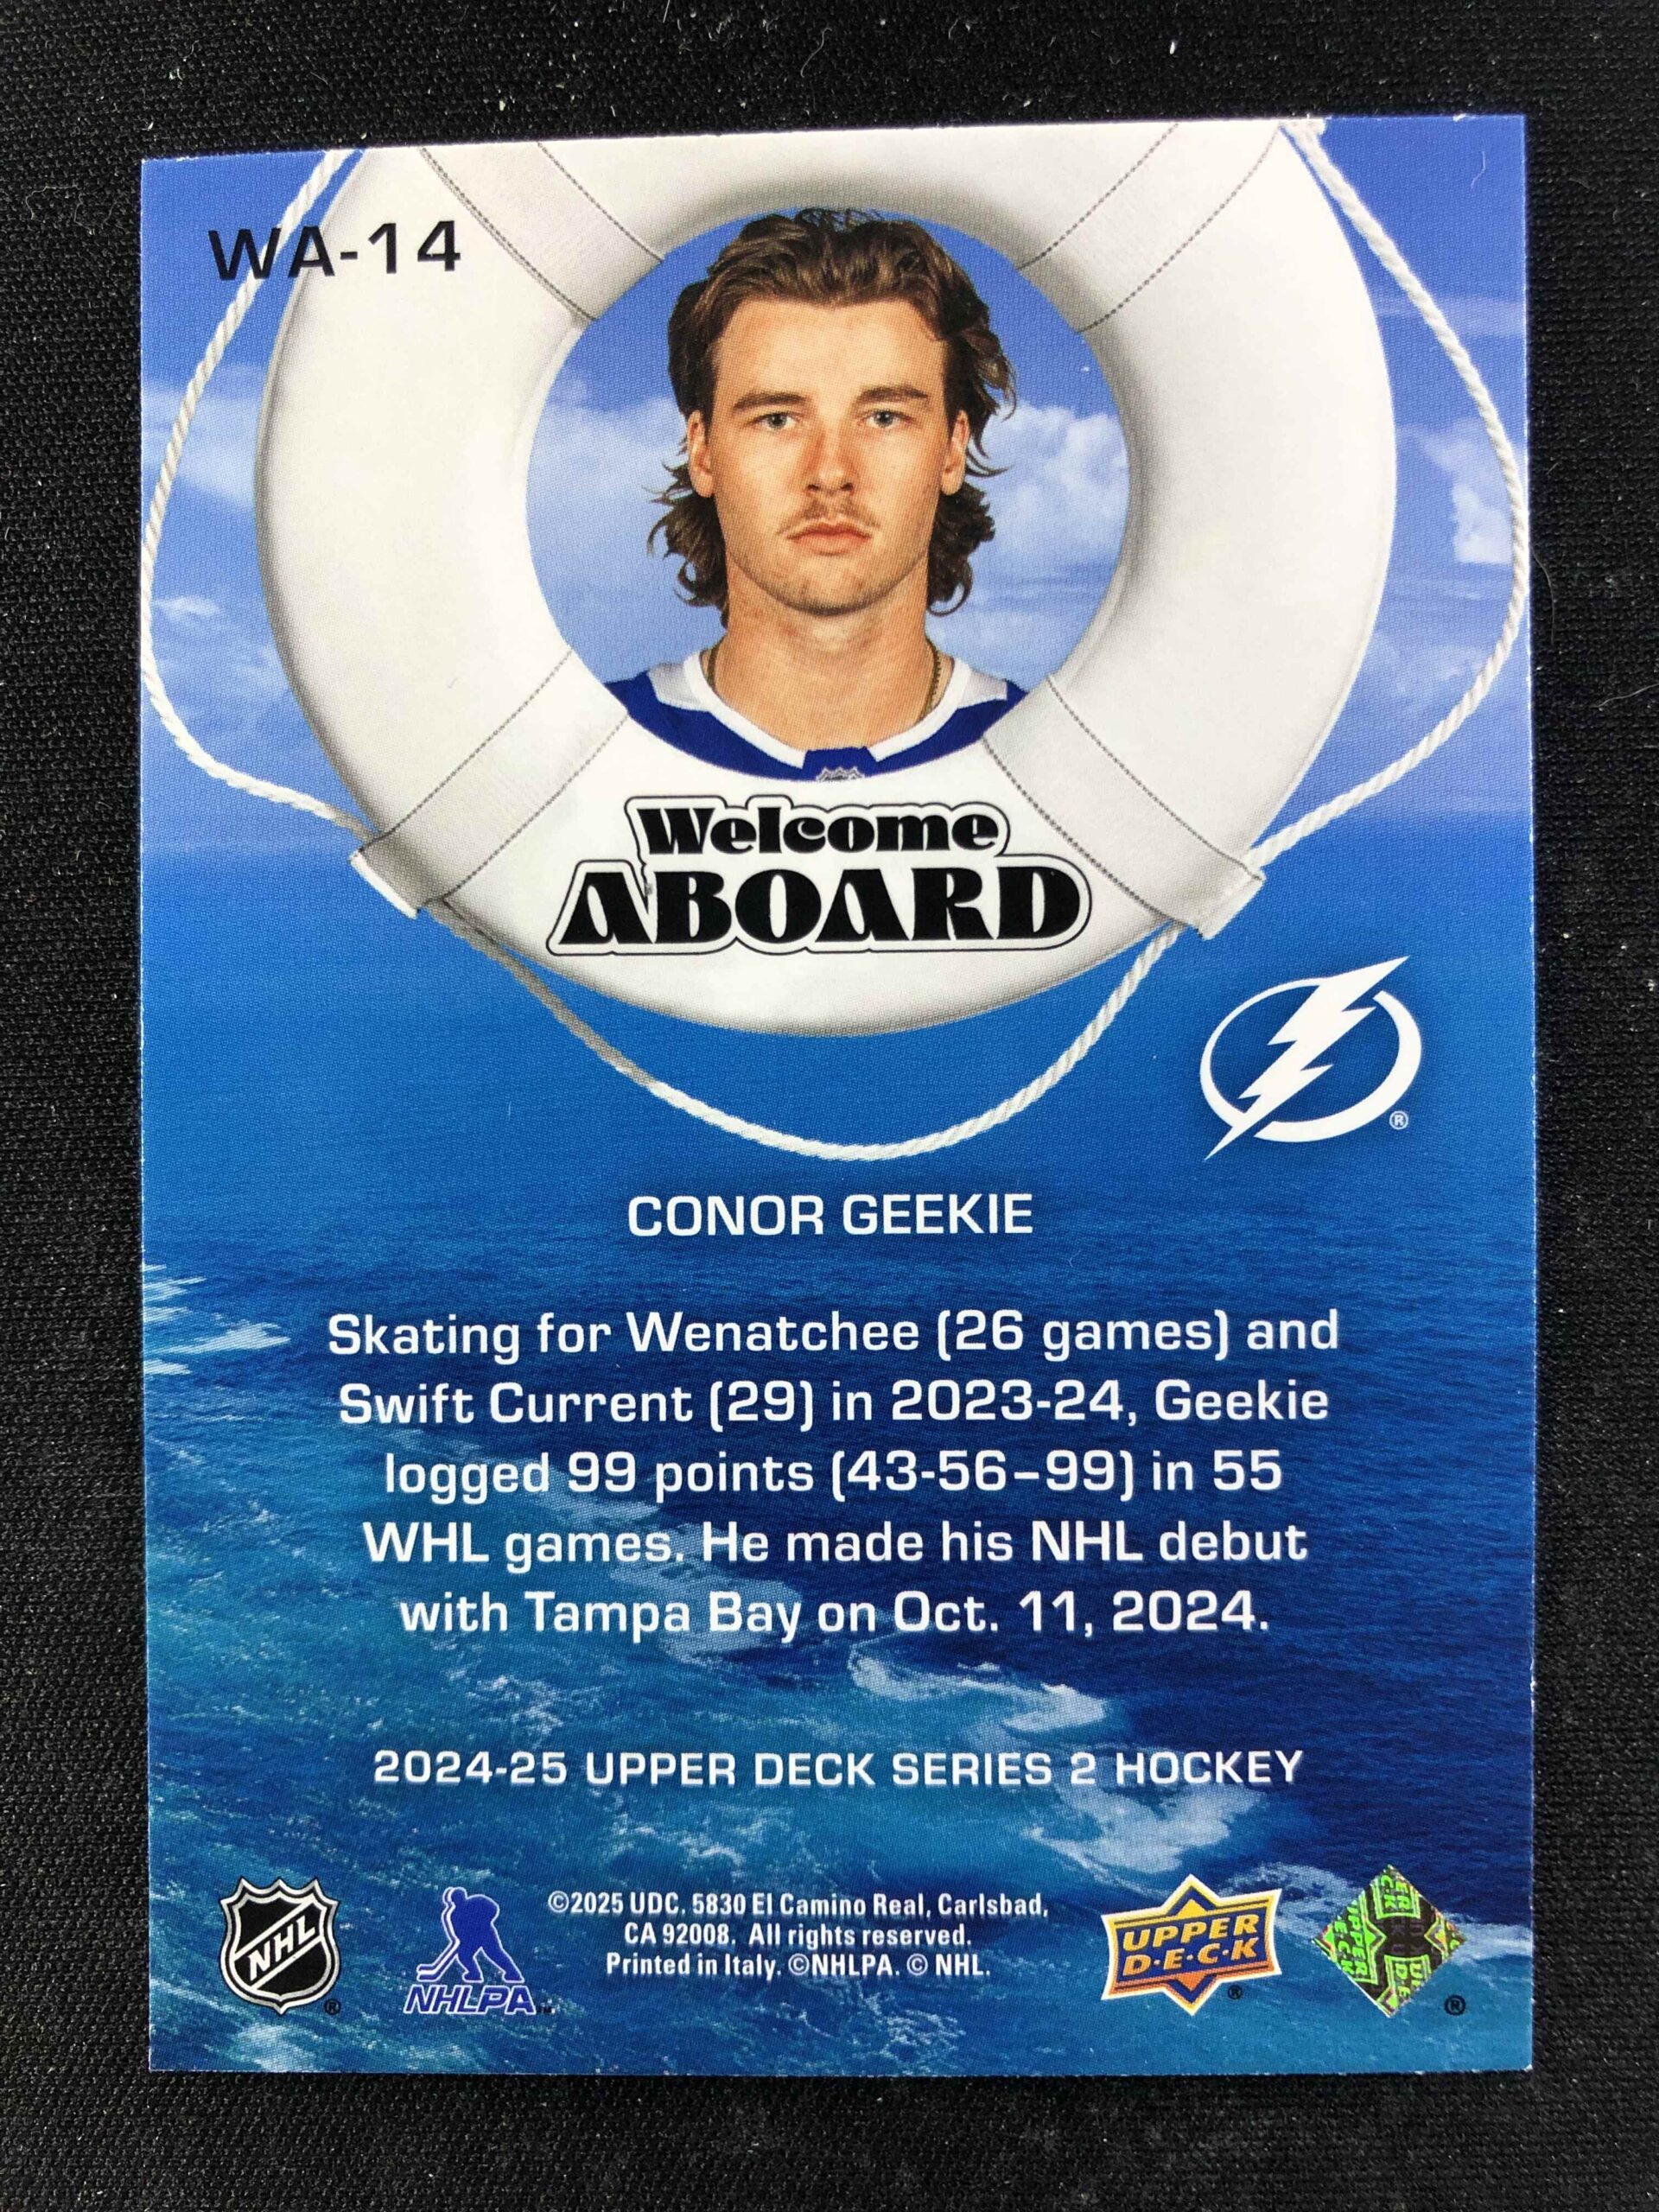 WA-14
Welcome
ABOARD
®
CONOR GEEKIE
Skating for Wenatchee (26 games) and
Swift Current (29) in 2023-24, Geekie
logged 99 points (43-56–99) in 55
WHL games. He made his NHL debut
with Tampa Bay on Oct. 11, 2024.
2024-25 UPPER DECK SERIES 2 HOCKEY
©2025 UDC. 5830 El Camino Real, Carlsbad,
CA 92008. All rights reserved.
Printed in Italy. ©NHLPA. © NHL.
NHL ®
NHLPA™
UPPER
D·E·C·K ®
UPPER
®